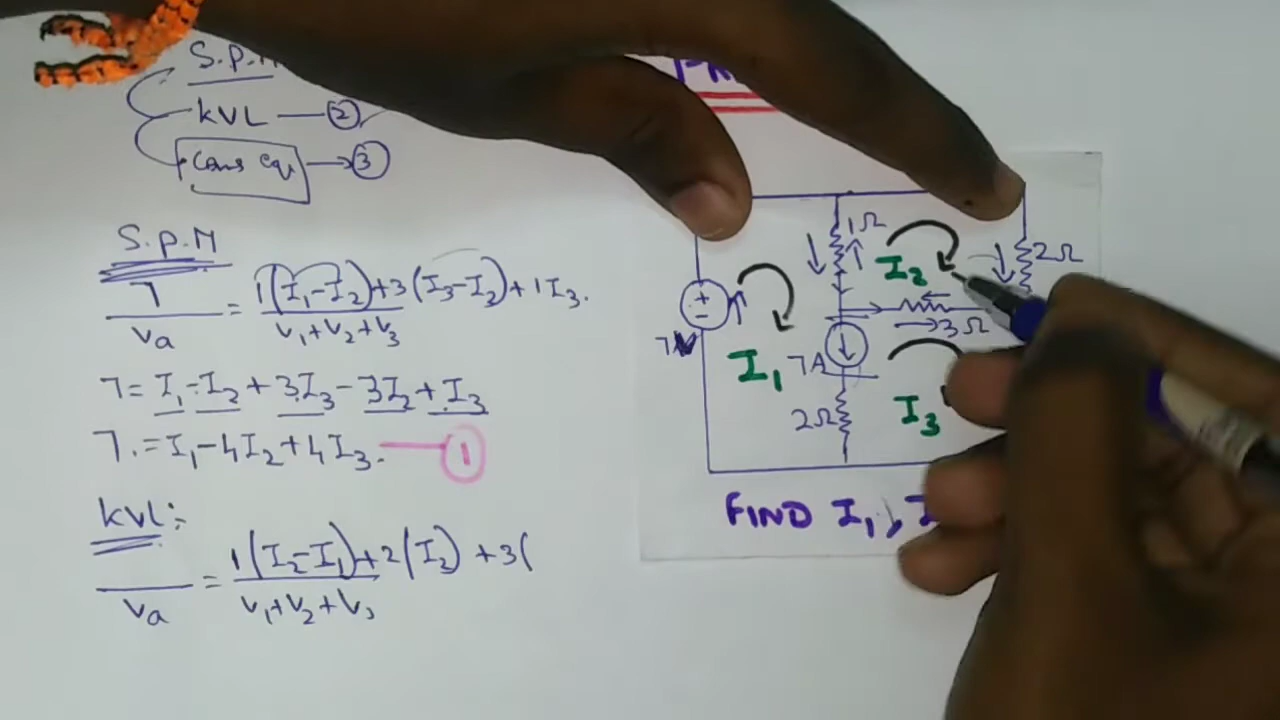 S.P.M
KVL — ②
Cons eq. → ③
S.P.M
7 / Va = 1(I₁-I₂)+3(I₃-I₂)+1I₃. / V₁+V₂+V₃
7 = I₁-I₂ + 3I₃ - 3I₂ + I₃
7. = I₁-4I₂+4I₃. — ①
KVL:-
/ Va = 1(I₂-I₁)+2(I₂) +3( / V₁+V₂+V₃
1Ω
I₂
2Ω
3Ω
7V
I₁
7A
I₃
2Ω
FIND I₁,